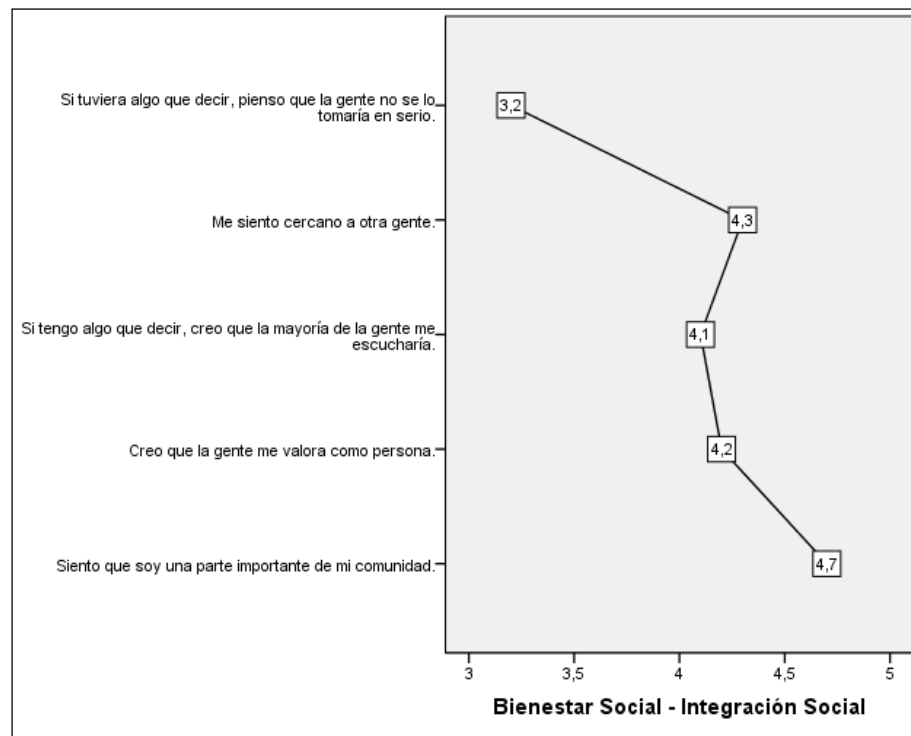 Si tuviera algo que decir, pienso que la gente no se lo
tomaría en serio.
3,2
Me siento cercano a otra gente.
4,3
Si tengo algo que decir, creo que la mayoría de la gente me
escucharía.
4,1
Creo que la gente me valora como persona.
4,2
Siento que soy una parte importante de mi comunidad.
4,7
3 3,5 4 4,5 5
Bienestar Social - Integración Social